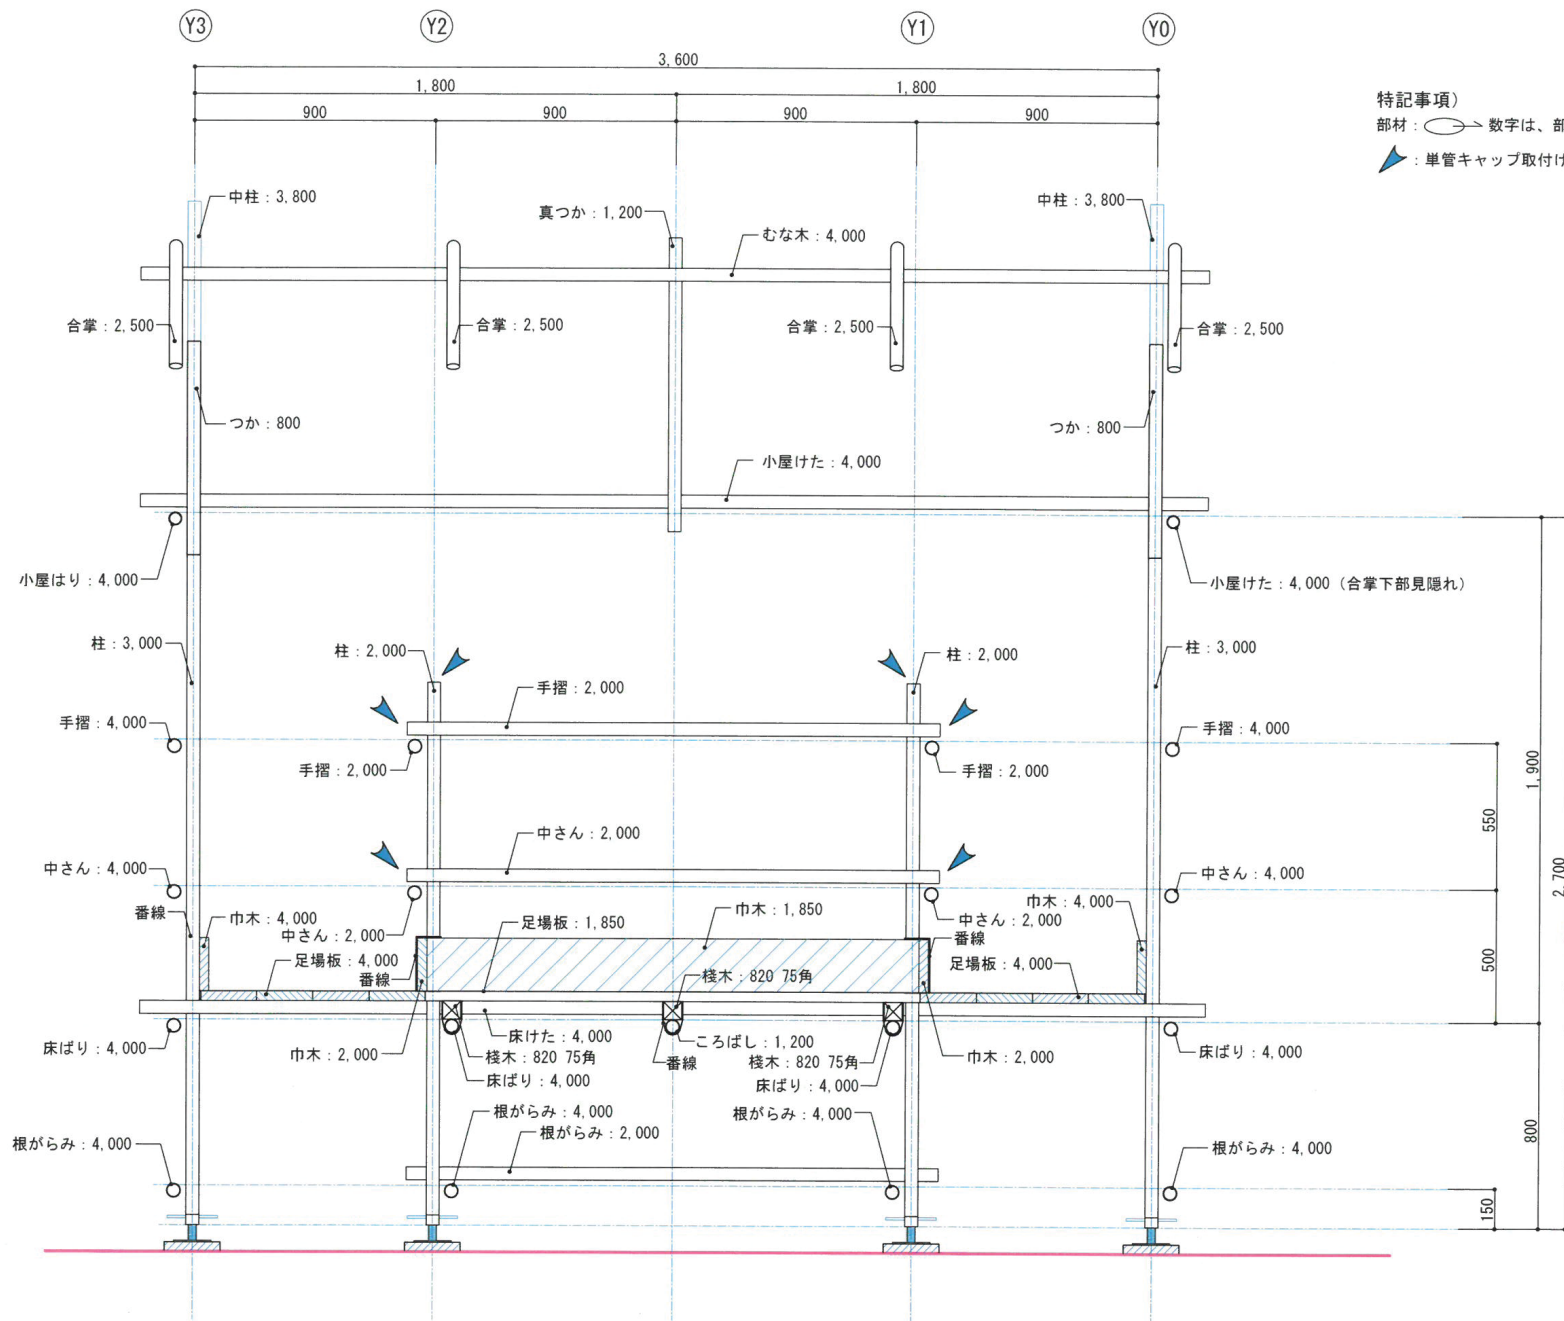 Y3
Y2
Y1
Y0
3,600
1,800
1,800
900
900
900
900
特記事項)
部材: 数字は、部
:単管キャップ取付け
中柱:3,800
真つか:1,200
中柱:3,800
むな木:4,000
合掌:2,500
合掌:2,500
合掌:2,500
合掌:2,500
つか:800
つか:800
小屋けた:4,000
小屋はり:4,000
小屋けた:4,000(合掌下部見隠れ)
柱:3,000
柱:2,000
柱:2,000
柱:3,000
手摺:2,000
手摺:4,000
手摺:4,000
手摺:2,000
手摺:2,000
1,900
550
中さん:2,000
2,700
中さん:4,000
中さん:4,000
巾木:4,000
番線
巾木:4,000
足場板:1,850
巾木:1,850
中さん:2,000
中さん:2,000
番線
足場板:4,000
足場板:4,000
番線
500
桟木:820 75角
床けた:4,000
ころばし:1,200
床ばり:4,000
床ばり:4,000
巾木:2,000
桟木:820 75角
番線
桟木:820 75角
巾木:2,000
床ばり:4,000
床ばり:4,000
根がらみ:4,000
根がらみ:4,000
根がらみ:2,000
根がらみ:4,000
根がらみ:4,000
800
150